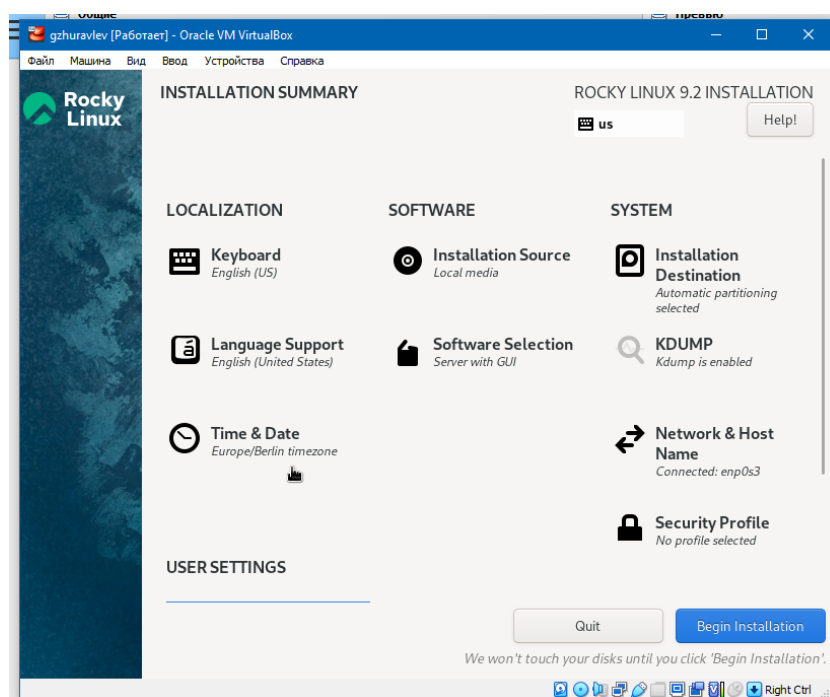 Общие
Превью
gzhuravlev [Работает] - Oracle VM VirtualBox
Файл Машина Вид Ввод Устройства Справка
Rocky
Linux
INSTALLATION SUMMARY
ROCKY LINUX 9.2 INSTALLATION
us
Help!
LOCALIZATION
Keyboard
English (US)
Language Support
English (United States)
Time & Date
Europe/Berlin timezone
SOFTWARE
Installation Source
Local media
Software Selection
Server with GUI
SYSTEM
Installation
Destination
Automatic partitioning
selected
KDUMP
Kdump is enabled
Network & Host
Name
Connected: enp0s3
Security Profile
No profile selected
USER SETTINGS
Quit
Begin Installation
We won't touch your disks until you click 'Begin Installation'.
Right Ctrl